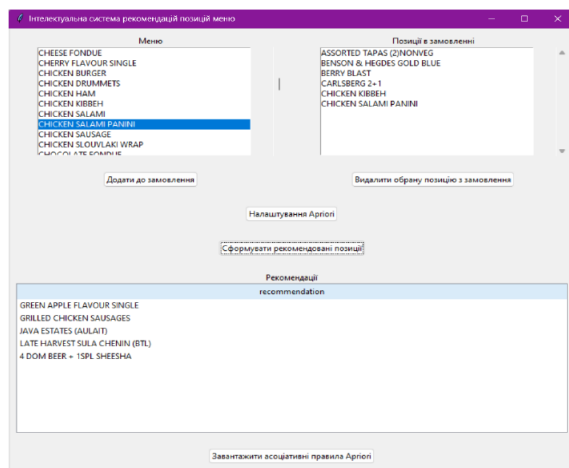 Інтелектуальна система рекомендацій позицій меню
Меню
CHEESE FONDUE
CHERRY FLAVOUR SINGLE
CHICKEN BURGER
CHICKEN DRUMMETS
CHICKEN HAM
CHICKEN KIBBEH
CHICKEN SALAMI
CHICKEN SALAMI PANINI
CHICKEN SAUSAGE
CHICKEN SLOUVLAKI WRAP
CHOCOLATE FONDUE
Позиції в замовленні
ASSORTED TAPAS (2)NONVEG
BENSON & HEGDES GOLD BLUE
BERRY BLAST
CARLSBERG 2+1
CHICKEN KIBBEH
CHICKEN SALAMI PANINI
Додати до замовлення
Видалити обрану позицію з замовлення
Налаштування Apriori
Сформувати рекомендовані позиції
Рекомендації
recommendation
GREEN APPLE FLAVOUR SINGLE
GRILLED CHICKEN SAUSAGES
JAVA ESTATES (AULAIT)
LATE HARVEST SULA CHENIN (BTL)
4 DOM BEER + 1SPL SHEESHA
Завантажити асоціативні правила Apriori